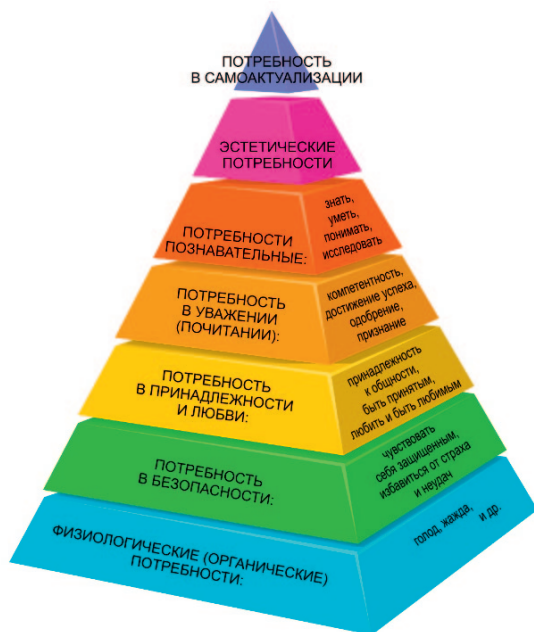 ПОТРЕБНОСТЬ
В САМОАКТУАЛИЗАЦИИ
ЭСТЕТИЧЕСКИЕ
ПОТРЕБНОСТИ
ПОТРЕБНОСТИ
ПОЗНАВАТЕЛЬНЫЕ:
знать,
уметь,
понимать,
исследовать
ПОТРЕБНОСТЬ
В УВАЖЕНИИ
(ПОЧИТАНИИ):
компетентность,
достижение успеха,
одобрение,
признание
ПОТРЕБНОСТЬ
В ПРИНАДЛЕЖНОСТИ
И ЛЮБВИ:
принадлежность
к общности,
быть принятым,
любить и быть любимым
ПОТРЕБНОСТЬ
В БЕЗОПАСНОСТИ:
чувствовать
себя защищенным,
избавиться от страха
и неудач
ФИЗИОЛОГИЧЕСКИЕ (ОРГАНИЧЕСКИЕ)
ПОТРЕБНОСТИ:
голод, жажда,
и др.